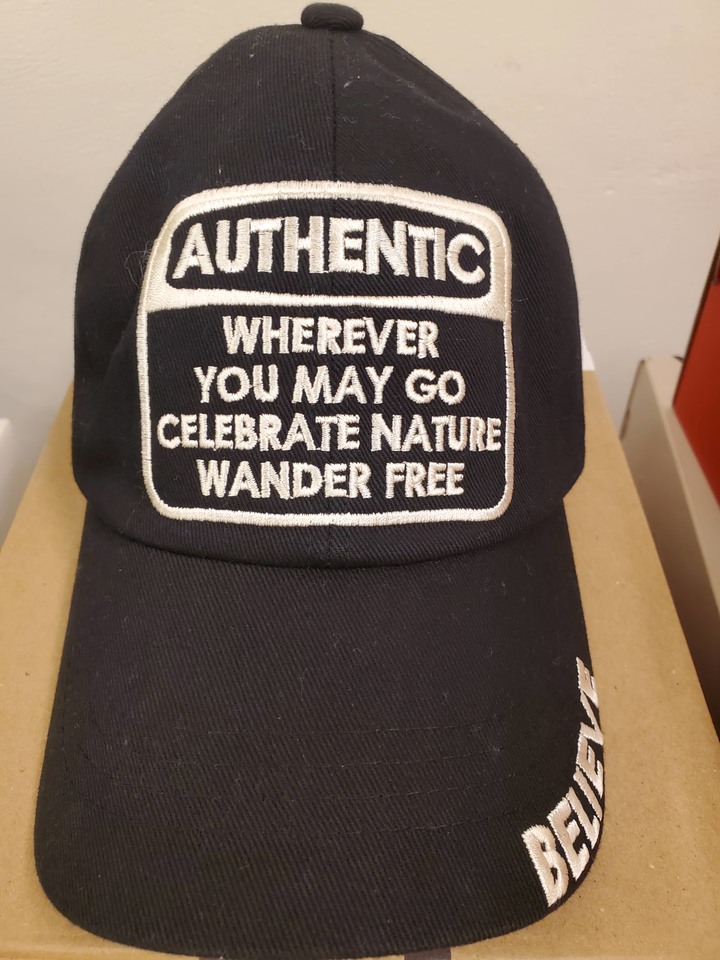 AUTHENTIC
WHEREVER
YOU MAY GO
CELEBRATE NATURE
WANDER FREE
BELIEVE